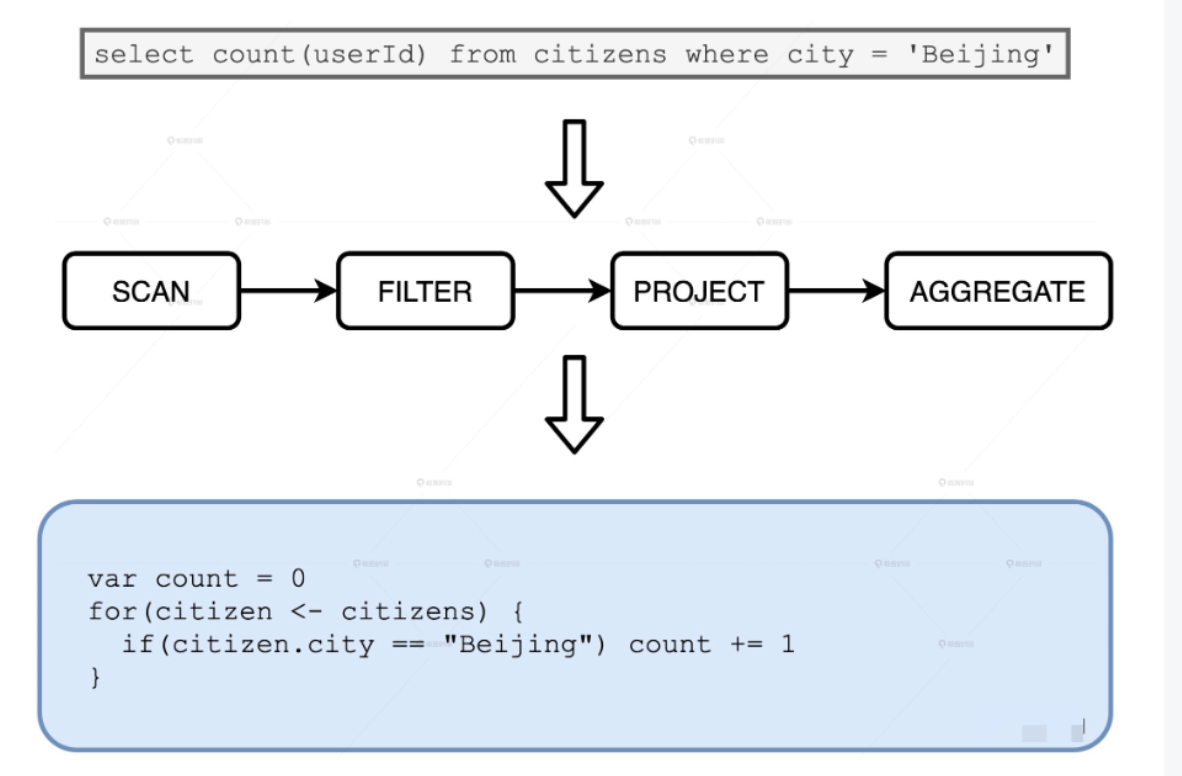 select count(userId) from citizens where city = 'Beijing'
SCAN
FILTER
PROJECT
AGGREGATE
var count = 0
for(citizen <- citizens) {
  if(citizen.city == "Beijing") count += 1
}